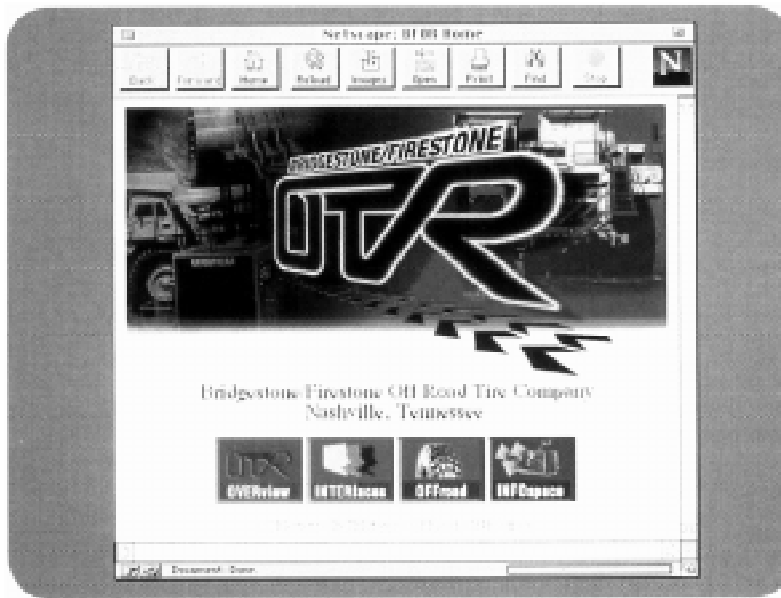 Netscape: BFOR Home
Back Forward Home Reload Images Open Print Find Stop
N
BRIDGESTONE/FIRESTONE
OTR
Bridgestone/Firestone Off Road Tire Company
Nashville, Tennessee
OVERview INTERfaces OFFroad INFOspace
Document: Done.